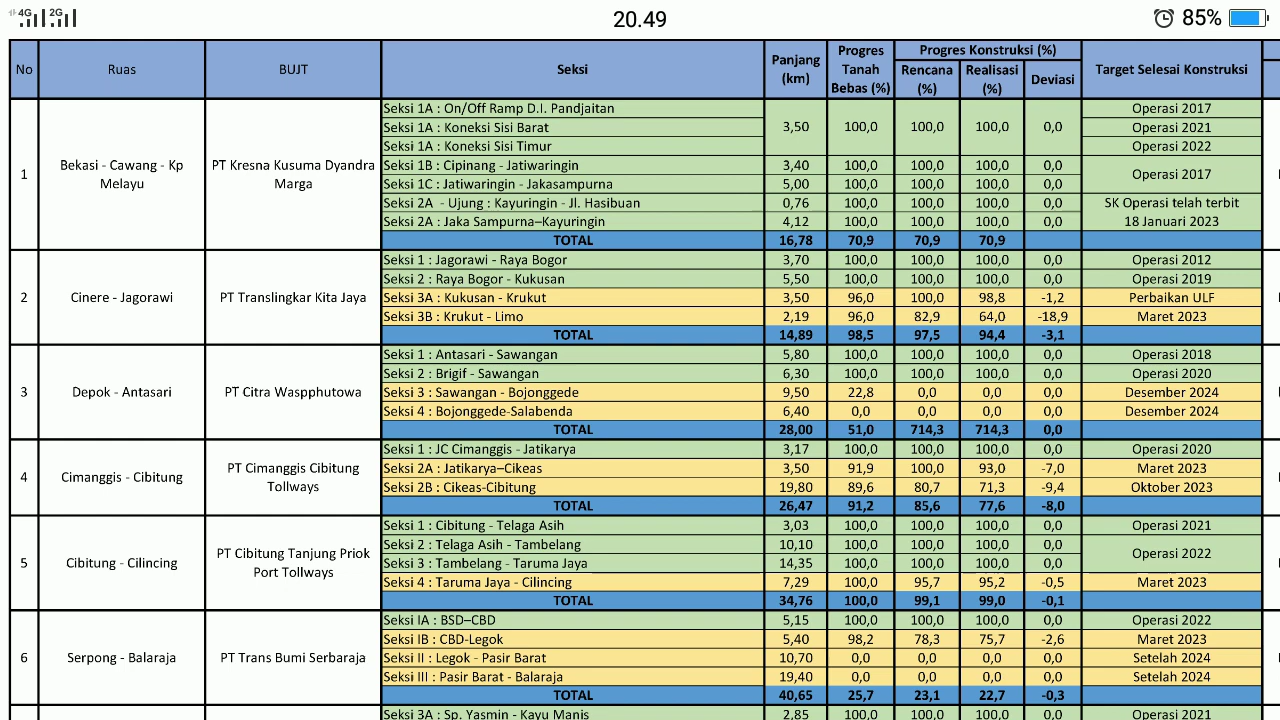 4G 2G 20.49 85%
No Ruas BUJT Seksi Panjang (km) Progres Tanah Bebas (%) Progres Konstruksi (%) Rencana (%) Realisasi (%) Deviasi Target Selesai Konstruksi
1 Bekasi - Cawang - Kp Melayu PT Kresna Kusuma Dyandra Marga
Seksi 1A : On/Off Ramp D.I. Pandjaitan 3,50 100,0 100,0 100,0 0,0 Operasi 2017
Seksi 1A : Koneksi Sisi Barat Operasi 2021
Seksi 1A : Koneksi Sisi Timur Operasi 2022
Seksi 1B : Cipinang - Jatiwaringin 3,40 100,0 100,0 100,0 0,0 Operasi 2017
Seksi 1C : Jatiwaringin - Jakasampurna 5,00 100,0 100,0 100,0 0,0
Seksi 2A - Ujung : Kayuringin - Jl. Hasibuan 0,76 100,0 100,0 100,0 0,0 SK Operasi telah terbit
Seksi 2A : Jaka Sampurna–Kayuringin 4,12 100,0 100,0 100,0 0,0 18 Januari 2023
TOTAL 16,78 70,9 70,9 70,9
2 Cinere - Jagorawi PT Translingkar Kita Jaya
Seksi 1 : Jagorawi - Raya Bogor 3,70 100,0 100,0 100,0 0,0 Operasi 2012
Seksi 2 : Raya Bogor - Kukusan 5,50 100,0 100,0 100,0 0,0 Operasi 2019
Seksi 3A : Kukusan - Krukut 3,50 96,0 100,0 98,8 -1,2 Perbaikan ULF
Seksi 3B : Krukut - Limo 2,19 96,0 82,9 64,0 -18,9 Maret 2023
TOTAL 14,89 98,5 97,5 94,4 -3,1
3 Depok - Antasari PT Citra Waspphutowa
Seksi 1 : Antasari - Sawangan 5,80 100,0 100,0 100,0 0,0 Operasi 2018
Seksi 2 : Brigif - Sawangan 6,30 100,0 100,0 100,0 0,0 Operasi 2020
Seksi 3 : Sawangan - Bojonggede 9,50 22,8 0,0 0,0 0,0 Desember 2024
Seksi 4 : Bojonggede-Salabenda 6,40 0,0 0,0 0,0 0,0 Desember 2024
TOTAL 28,00 51,0 714,3 714,3 0,0
4 Cimanggis - Cibitung PT Cimanggis Cibitung Tollways
Seksi 1 : JC Cimanggis - Jatikarya 3,17 100,0 100,0 100,0 0,0 Operasi 2020
Seksi 2A : Jatikarya–Cikeas 3,50 91,9 100,0 93,0 -7,0 Maret 2023
Seksi 2B : Cikeas-Cibitung 19,80 89,6 80,7 71,3 -9,4 Oktober 2023
TOTAL 26,47 91,2 85,6 77,6 -8,0
5 Cibitung - Cilincing PT Cibitung Tanjung Priok Port Tollways
Seksi 1 : Cibitung - Telaga Asih 3,03 100,0 100,0 100,0 0,0 Operasi 2021
Seksi 2 : Telaga Asih - Tambelang 10,10 100,0 100,0 100,0 0,0 Operasi 2022
Seksi 3 : Tambelang - Taruma Jaya 14,35 100,0 100,0 100,0 0,0
Seksi 4 : Taruma Jaya - Cilincing 7,29 100,0 95,7 95,2 -0,5 Maret 2023
TOTAL 34,76 100,0 99,1 99,0 -0,1
6 Serpong - Balaraja PT Trans Bumi Serbaraja
Seksi IA : BSD–CBD 5,15 100,0 100,0 100,0 0,0 Operasi 2022
Seksi IB : CBD-Legok 5,40 98,2 78,3 75,7 -2,6 Maret 2023
Seksi II : Legok - Pasir Barat 10,70 0,0 0,0 0,0 0,0 Setelah 2024
Seksi III : Pasir Barat - Balaraja 19,40 0,0 0,0 0,0 0,0 Setelah 2024
TOTAL 40,65 25,7 23,1 22,7 -0,3
Seksi 3A : Sp. Yasmin - Kayu Manis 2,85 100,0 100,0 100,0 0,0 Operasi 2021